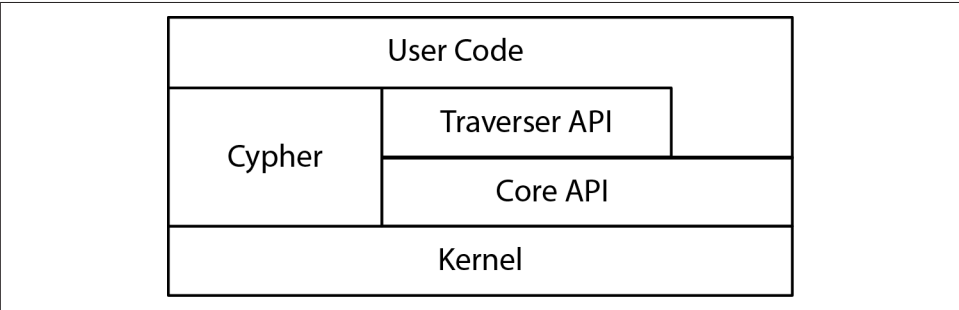 User Code
Traverser API
Cypher
Core API
Kernel